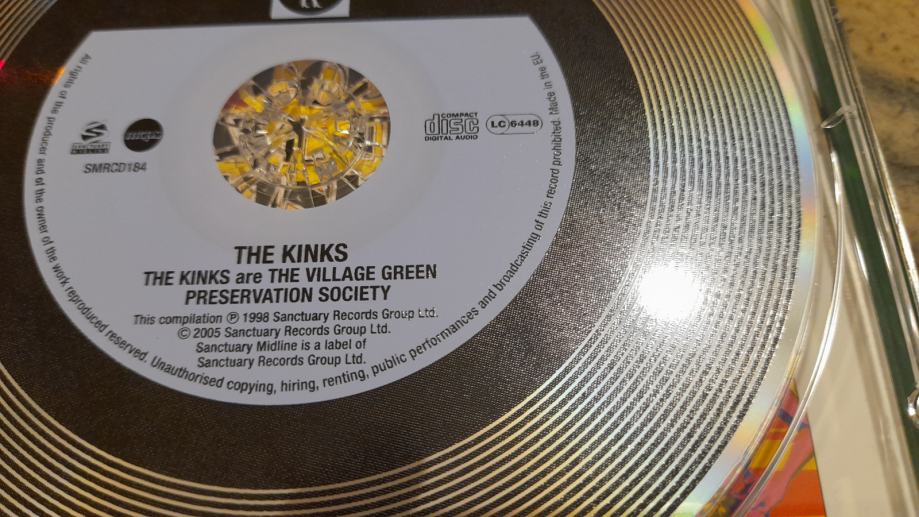 SMRCD184
COMPACT
disc
DIGITAL AUDIO
LC 6448
THE KINKS
THE KINKS are THE VILLAGE GREEN
PRESERVATION SOCIETY
This compilation ℗ 1998 Sanctuary Records Group Ltd.
© 2005 Sanctuary Records Group Ltd.
Sanctuary Midline is a label of
Sanctuary Records Group Ltd.
All rights of the producer and of the owner of the work reproduced reserved. Unauthorised copying, hiring, renting, public performances and broadcasting of this record prohibited. Made in the EU.